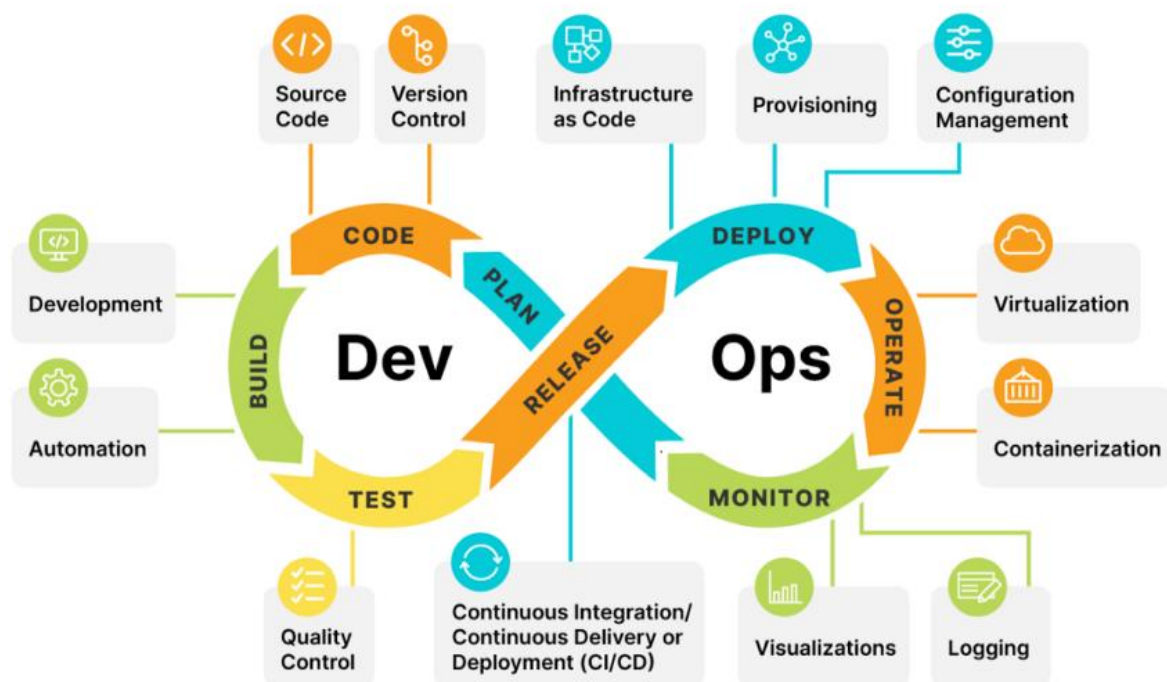 Source
Code
Version
Control
Infrastructure
as Code
Provisioning
Configuration
Management
CODE
DEPLOY
PLAN
Development
Virtualization
Dev
Ops
BUILD
RELEASE
OPERATE
Automation
Containerization
TEST
MONITOR
Quality
Control
Continuous Integration/
Continuous Delivery or
Deployment (CI/CD)
Visualizations
Logging